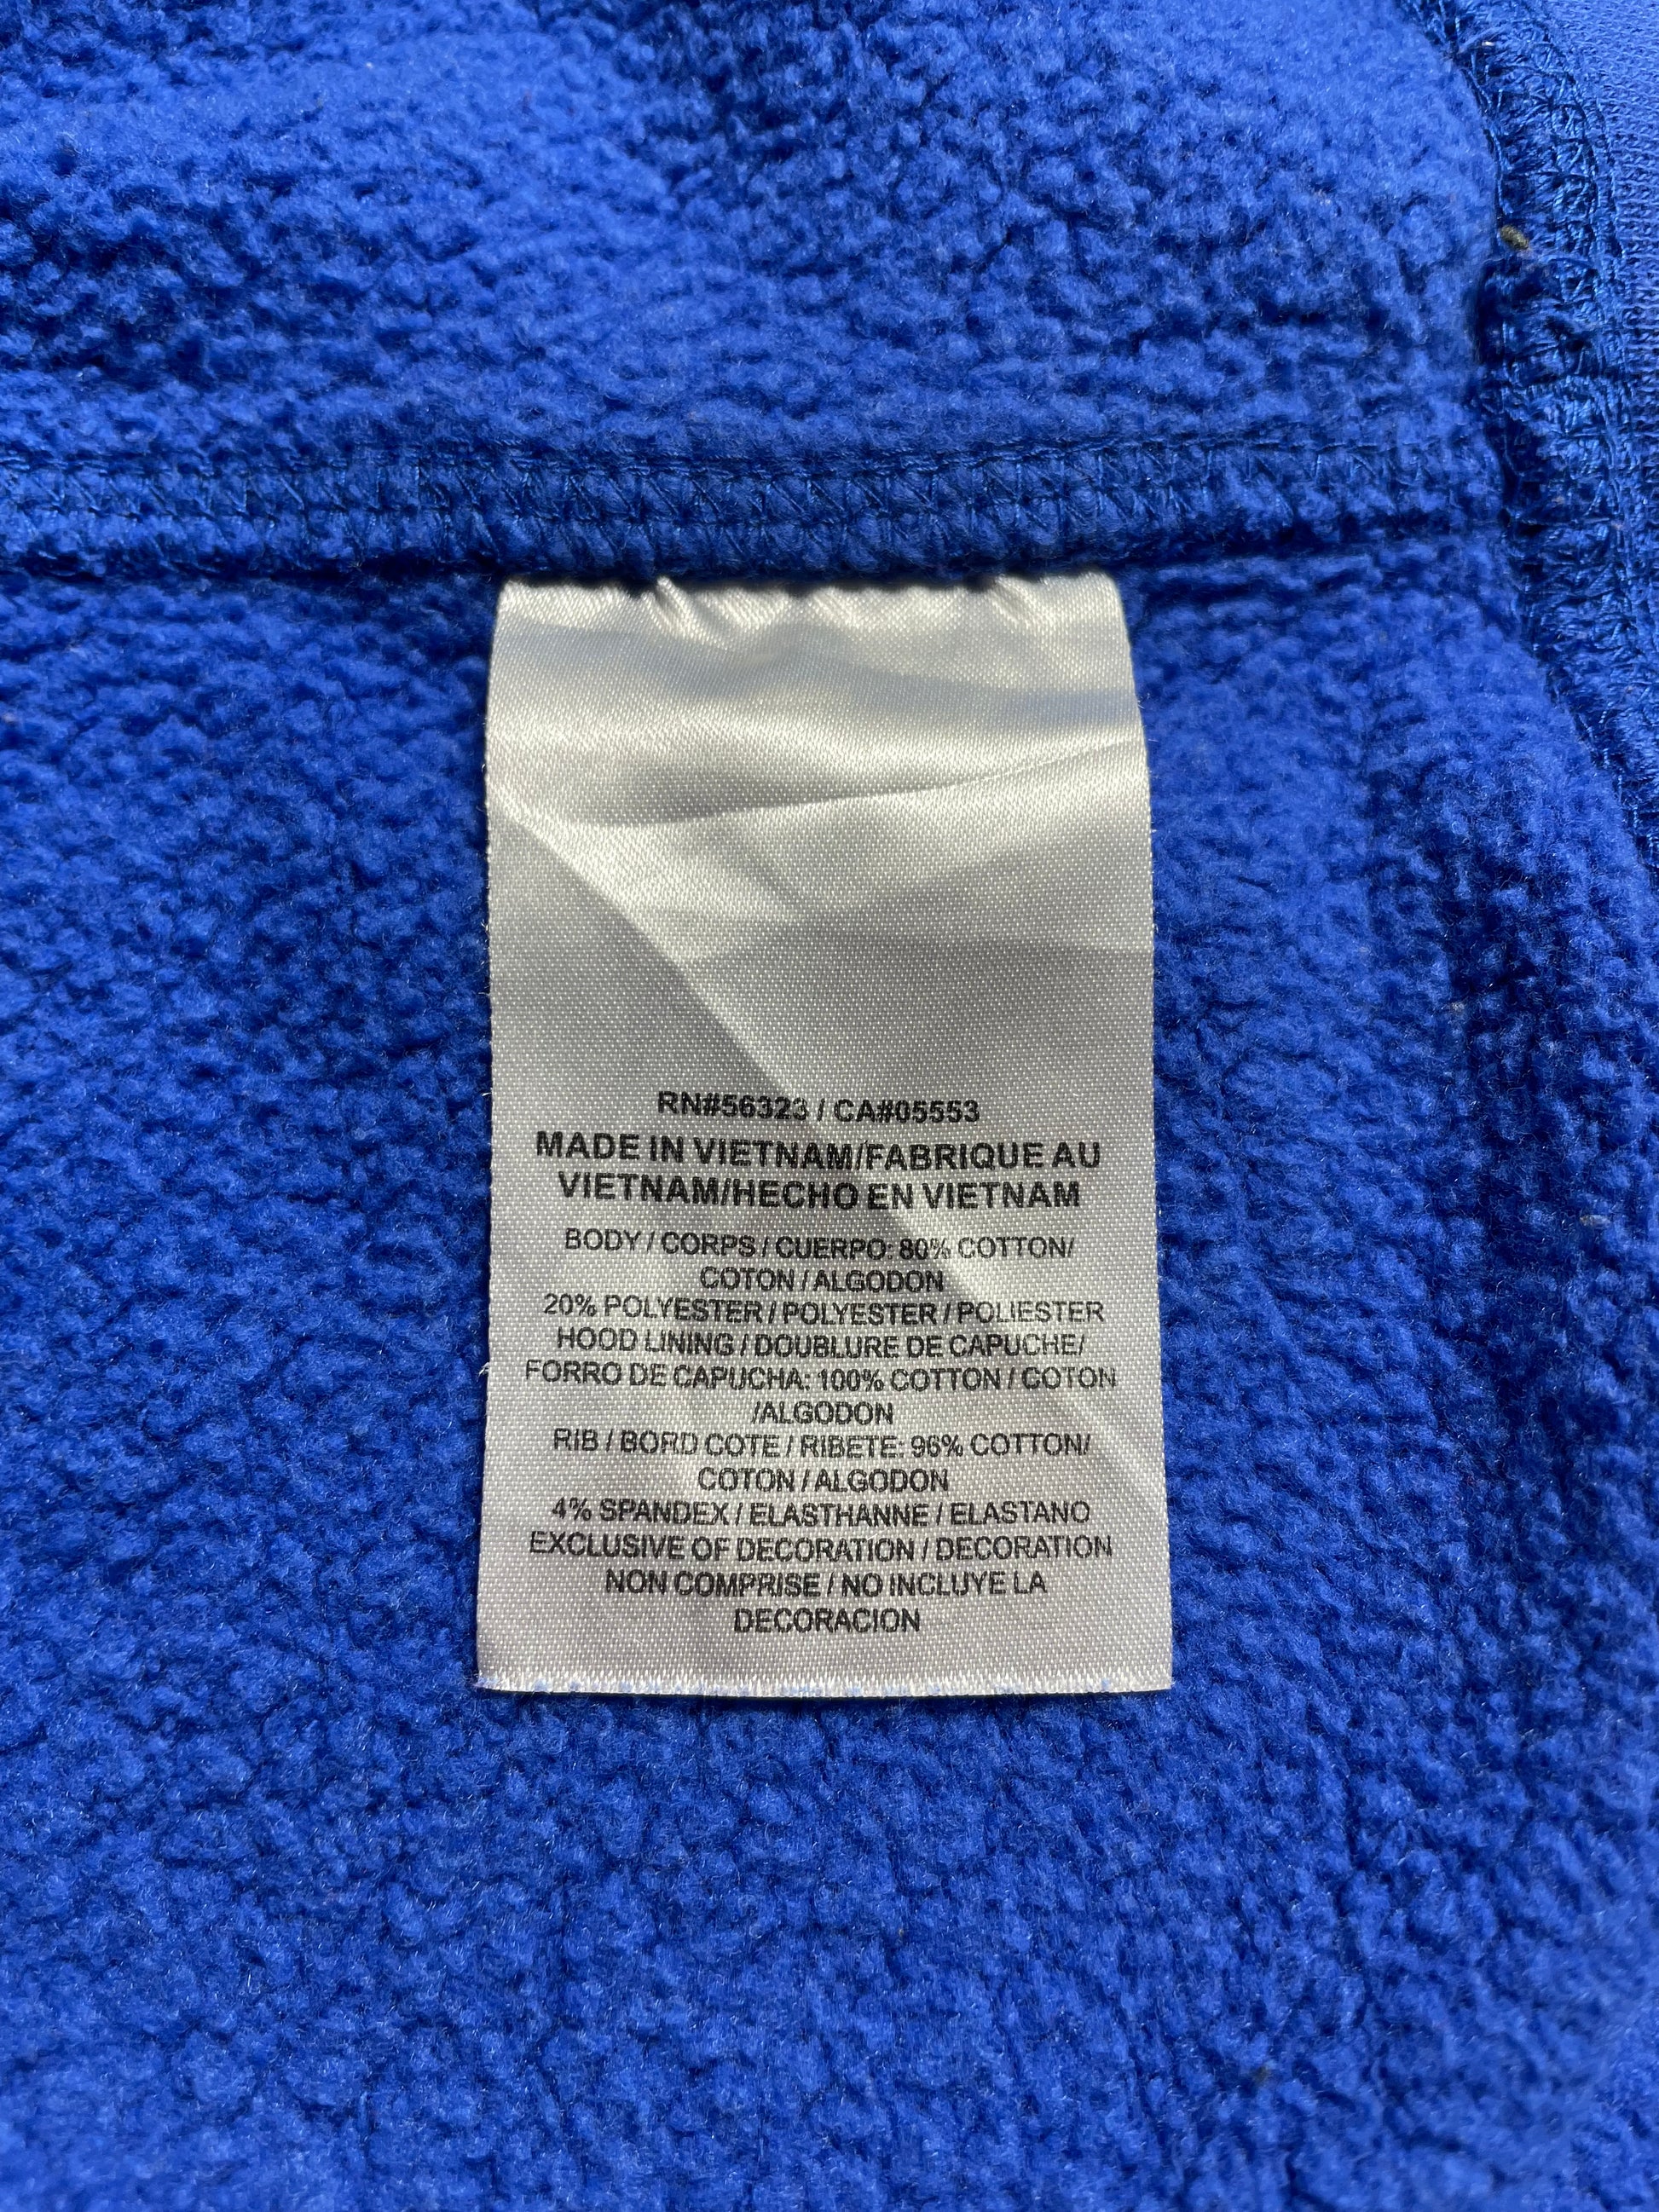 RN#56323 / CA#05553
MADE IN VIETNAM/FABRIQUE AU
VIETNAM/HECHO EN VIETNAM
BODY / CORPS / CUERPO: 80% COTTON/
COTON / ALGODON
20% POLYESTER / POLYESTER / POLIESTER
HOOD LINING / DOUBLURE DE CAPUCHE/
FORRO DE CAPUCHA: 100% COTTON / COTON
/ALGODON
RIB / BORD COTE / RIBETE: 96% COTTON/
COTON / ALGODON
4% SPANDEX / ELASTHANNE / ELASTANO
EXCLUSIVE OF DECORATION / DECORATION
NON COMPRISE / NO INCLUYE LA
DECORACION